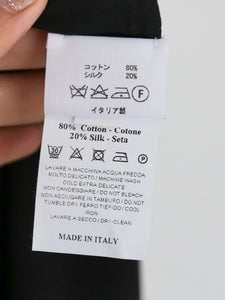 コットン 80%
シルク 20%
F
イタリア製
80% Cotton - Cotone
20% Silk - Seta
30 P
LAVARE A MACCHINA ACQUA FREDDA
MOLTO DELICATO / MACHINE WASH
COLD EXTRA DELICATE
NON CANDEGGIARE / DO NOT BLEACH
NON ASCIUGARE A TAMBURO / DO NOT
TUMBLE DRY FERRO TIEPIDO / COOL
IRON
LAVARE A SECCO / DRY CLEAN
MADE IN ITALY